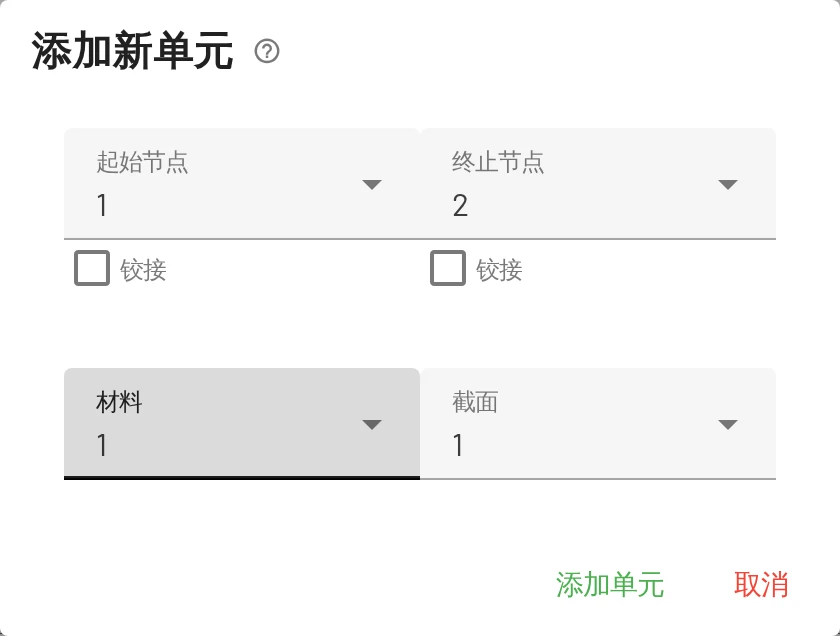 添加新单元
起始节点 终止节点
1 2
铰接 铰接
材料 截面
1 1
添加单元 取消